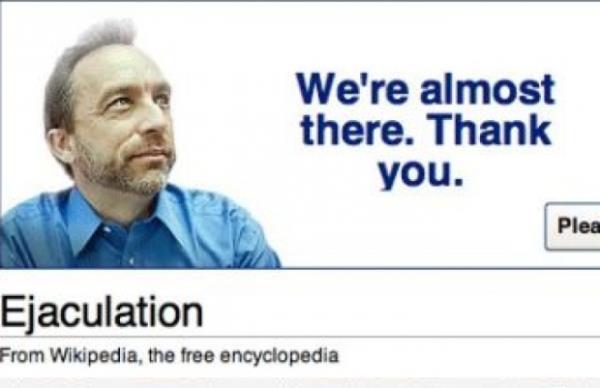 We're almost
there. Thank
you.
Plea
Ejaculation
From Wikipedia, the free encyclopedia